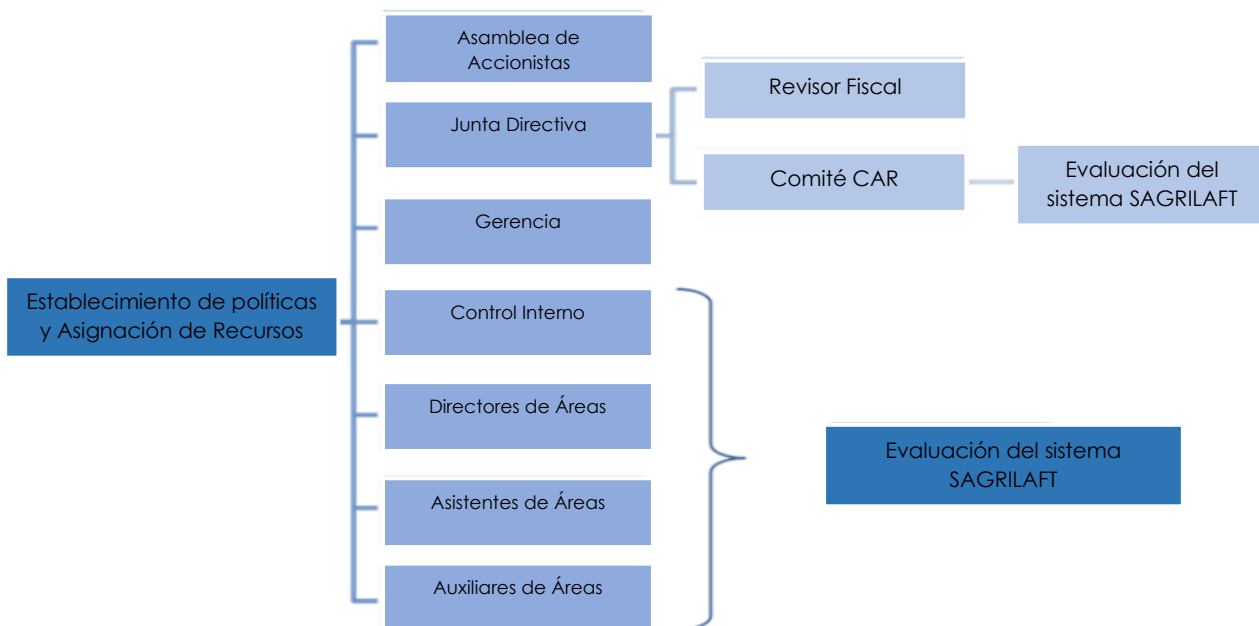 Asamblea de
Accionistas
Revisor Fiscal
Junta Directiva
Comité CAR
Evaluación del
sistema SAGRILAFT
Gerencia
Establecimiento de políticas
y Asignación de Recursos
Control Interno
Directores de Áreas
Evaluación del sistema
SAGRILAFT
Asistentes de Áreas
Auxiliares de Áreas